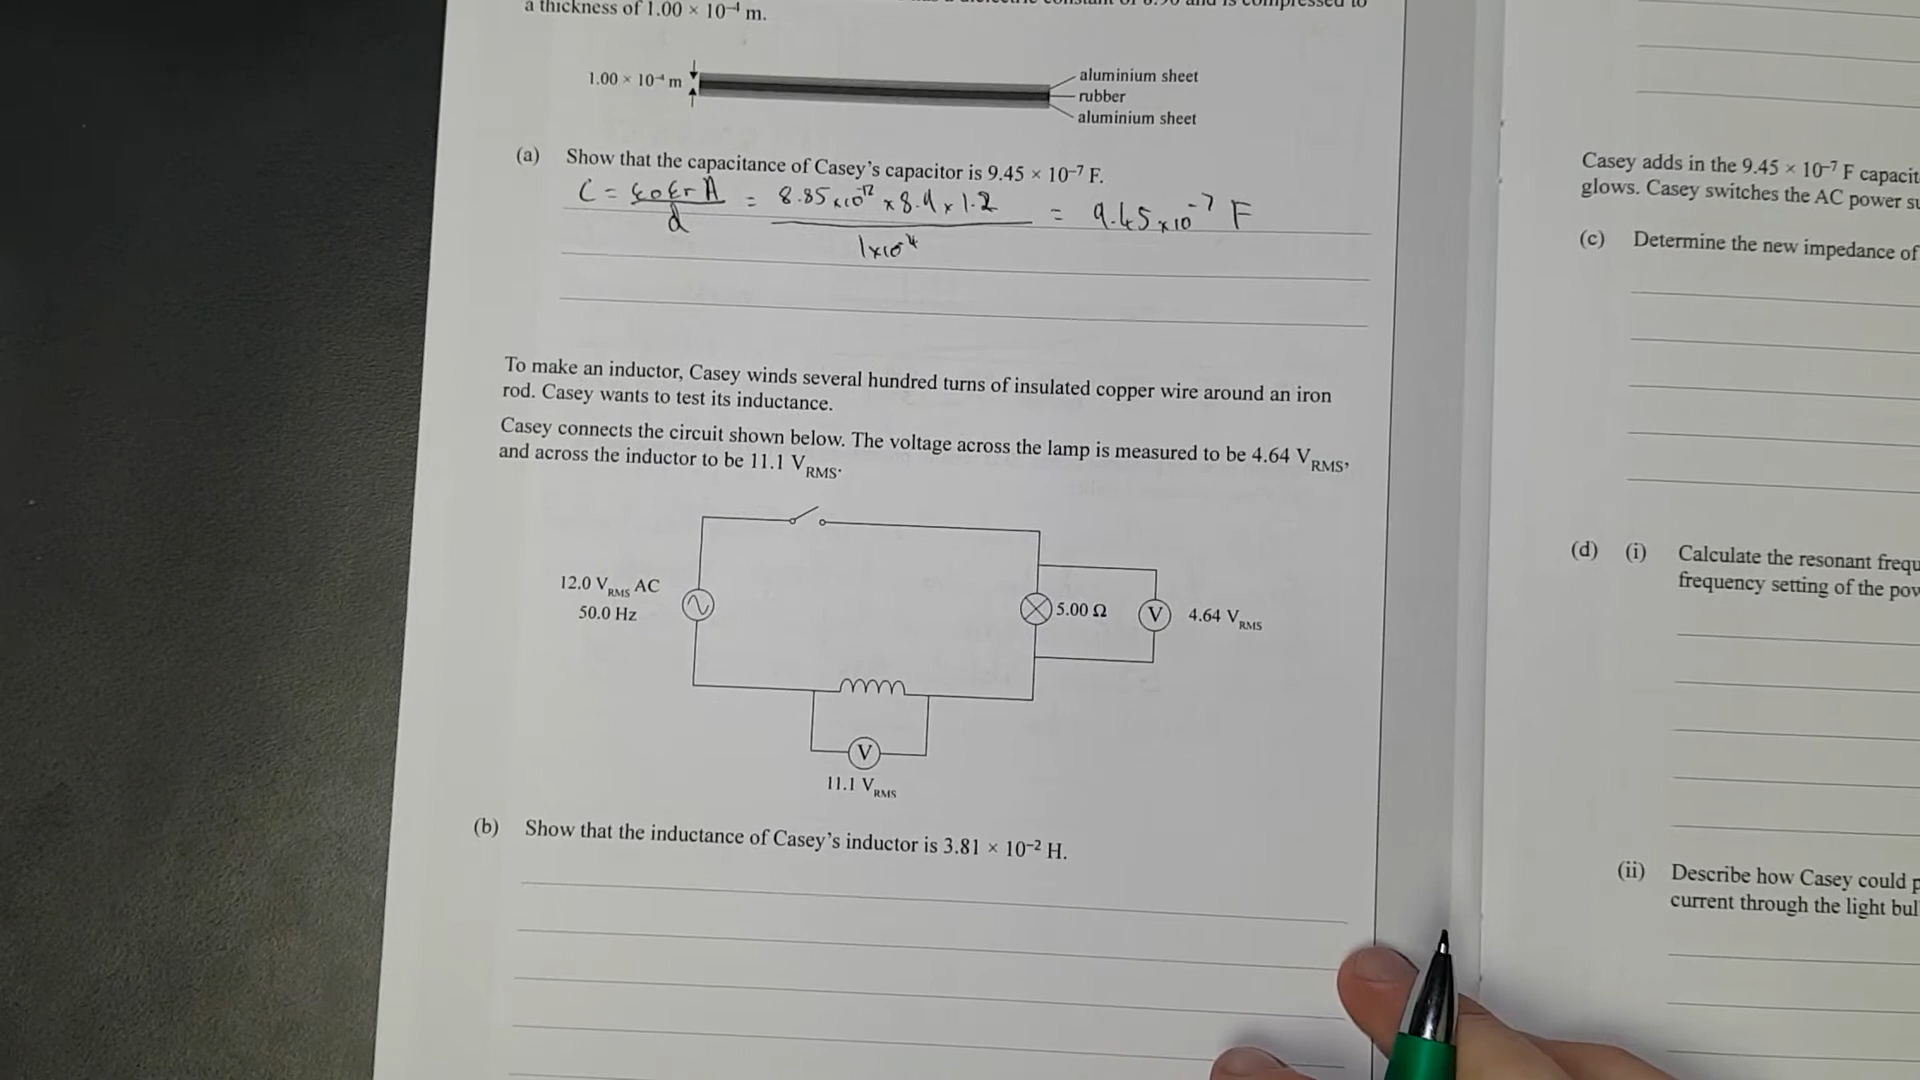 a thickness of 1.00 × 10⁻⁴ m.
1.00 × 10⁻⁴ m
aluminium sheet
rubber
aluminium sheet
(a) Show that the capacitance of Casey's capacitor is 9.45 × 10⁻⁷ F.
C = εoεrA / d = 8.85×10⁻¹² × 8.9 × 1.2 / 1×10⁻⁴ = 9.45×10⁻⁷ F
To make an inductor, Casey winds several hundred turns of insulated copper wire around an iron
rod. Casey wants to test its inductance.
Casey connects the circuit shown below. The voltage across the lamp is measured to be 4.64 V_RMS,
and across the inductor to be 11.1 V_RMS.
12.0 V_RMS AC
50.0 Hz
5.00 Ω
V
4.64 V_RMS
V
11.1 V_RMS
(b) Show that the inductance of Casey's inductor is 3.81 × 10⁻² H.
Casey adds in the 9.45 × 10⁻⁷ F capacit
glows. Casey switches the AC power su
(c) Determine the new impedance of
(d) (i) Calculate the resonant frequ
frequency setting of the pow
(ii) Describe how Casey could p
current through the light bul